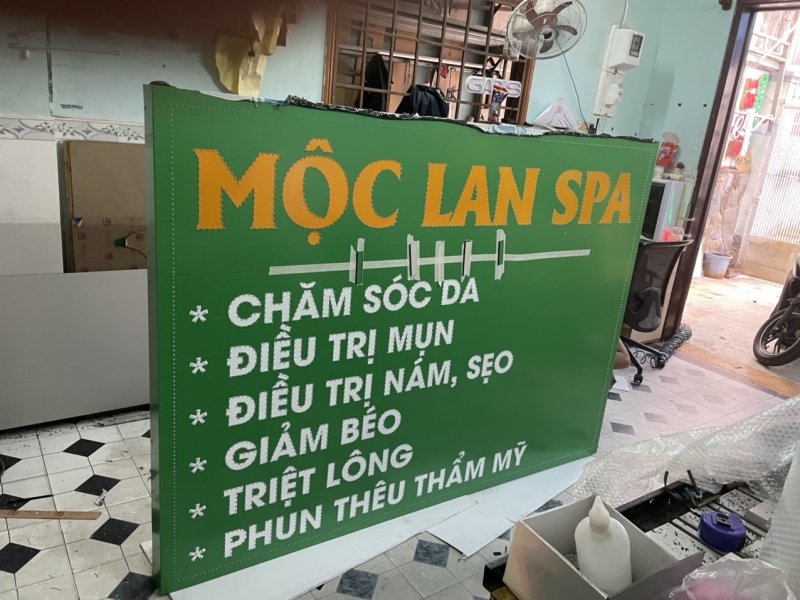 MỘC LAN SPA
* CHĂM SÓC DA
* ĐIỀU TRỊ MỤN
* ĐIỀU TRỊ NÁM, SẸO
* GIẢM BÉO
* TRIỆT LÔNG
* PHUN THÊU THẨM MỸ